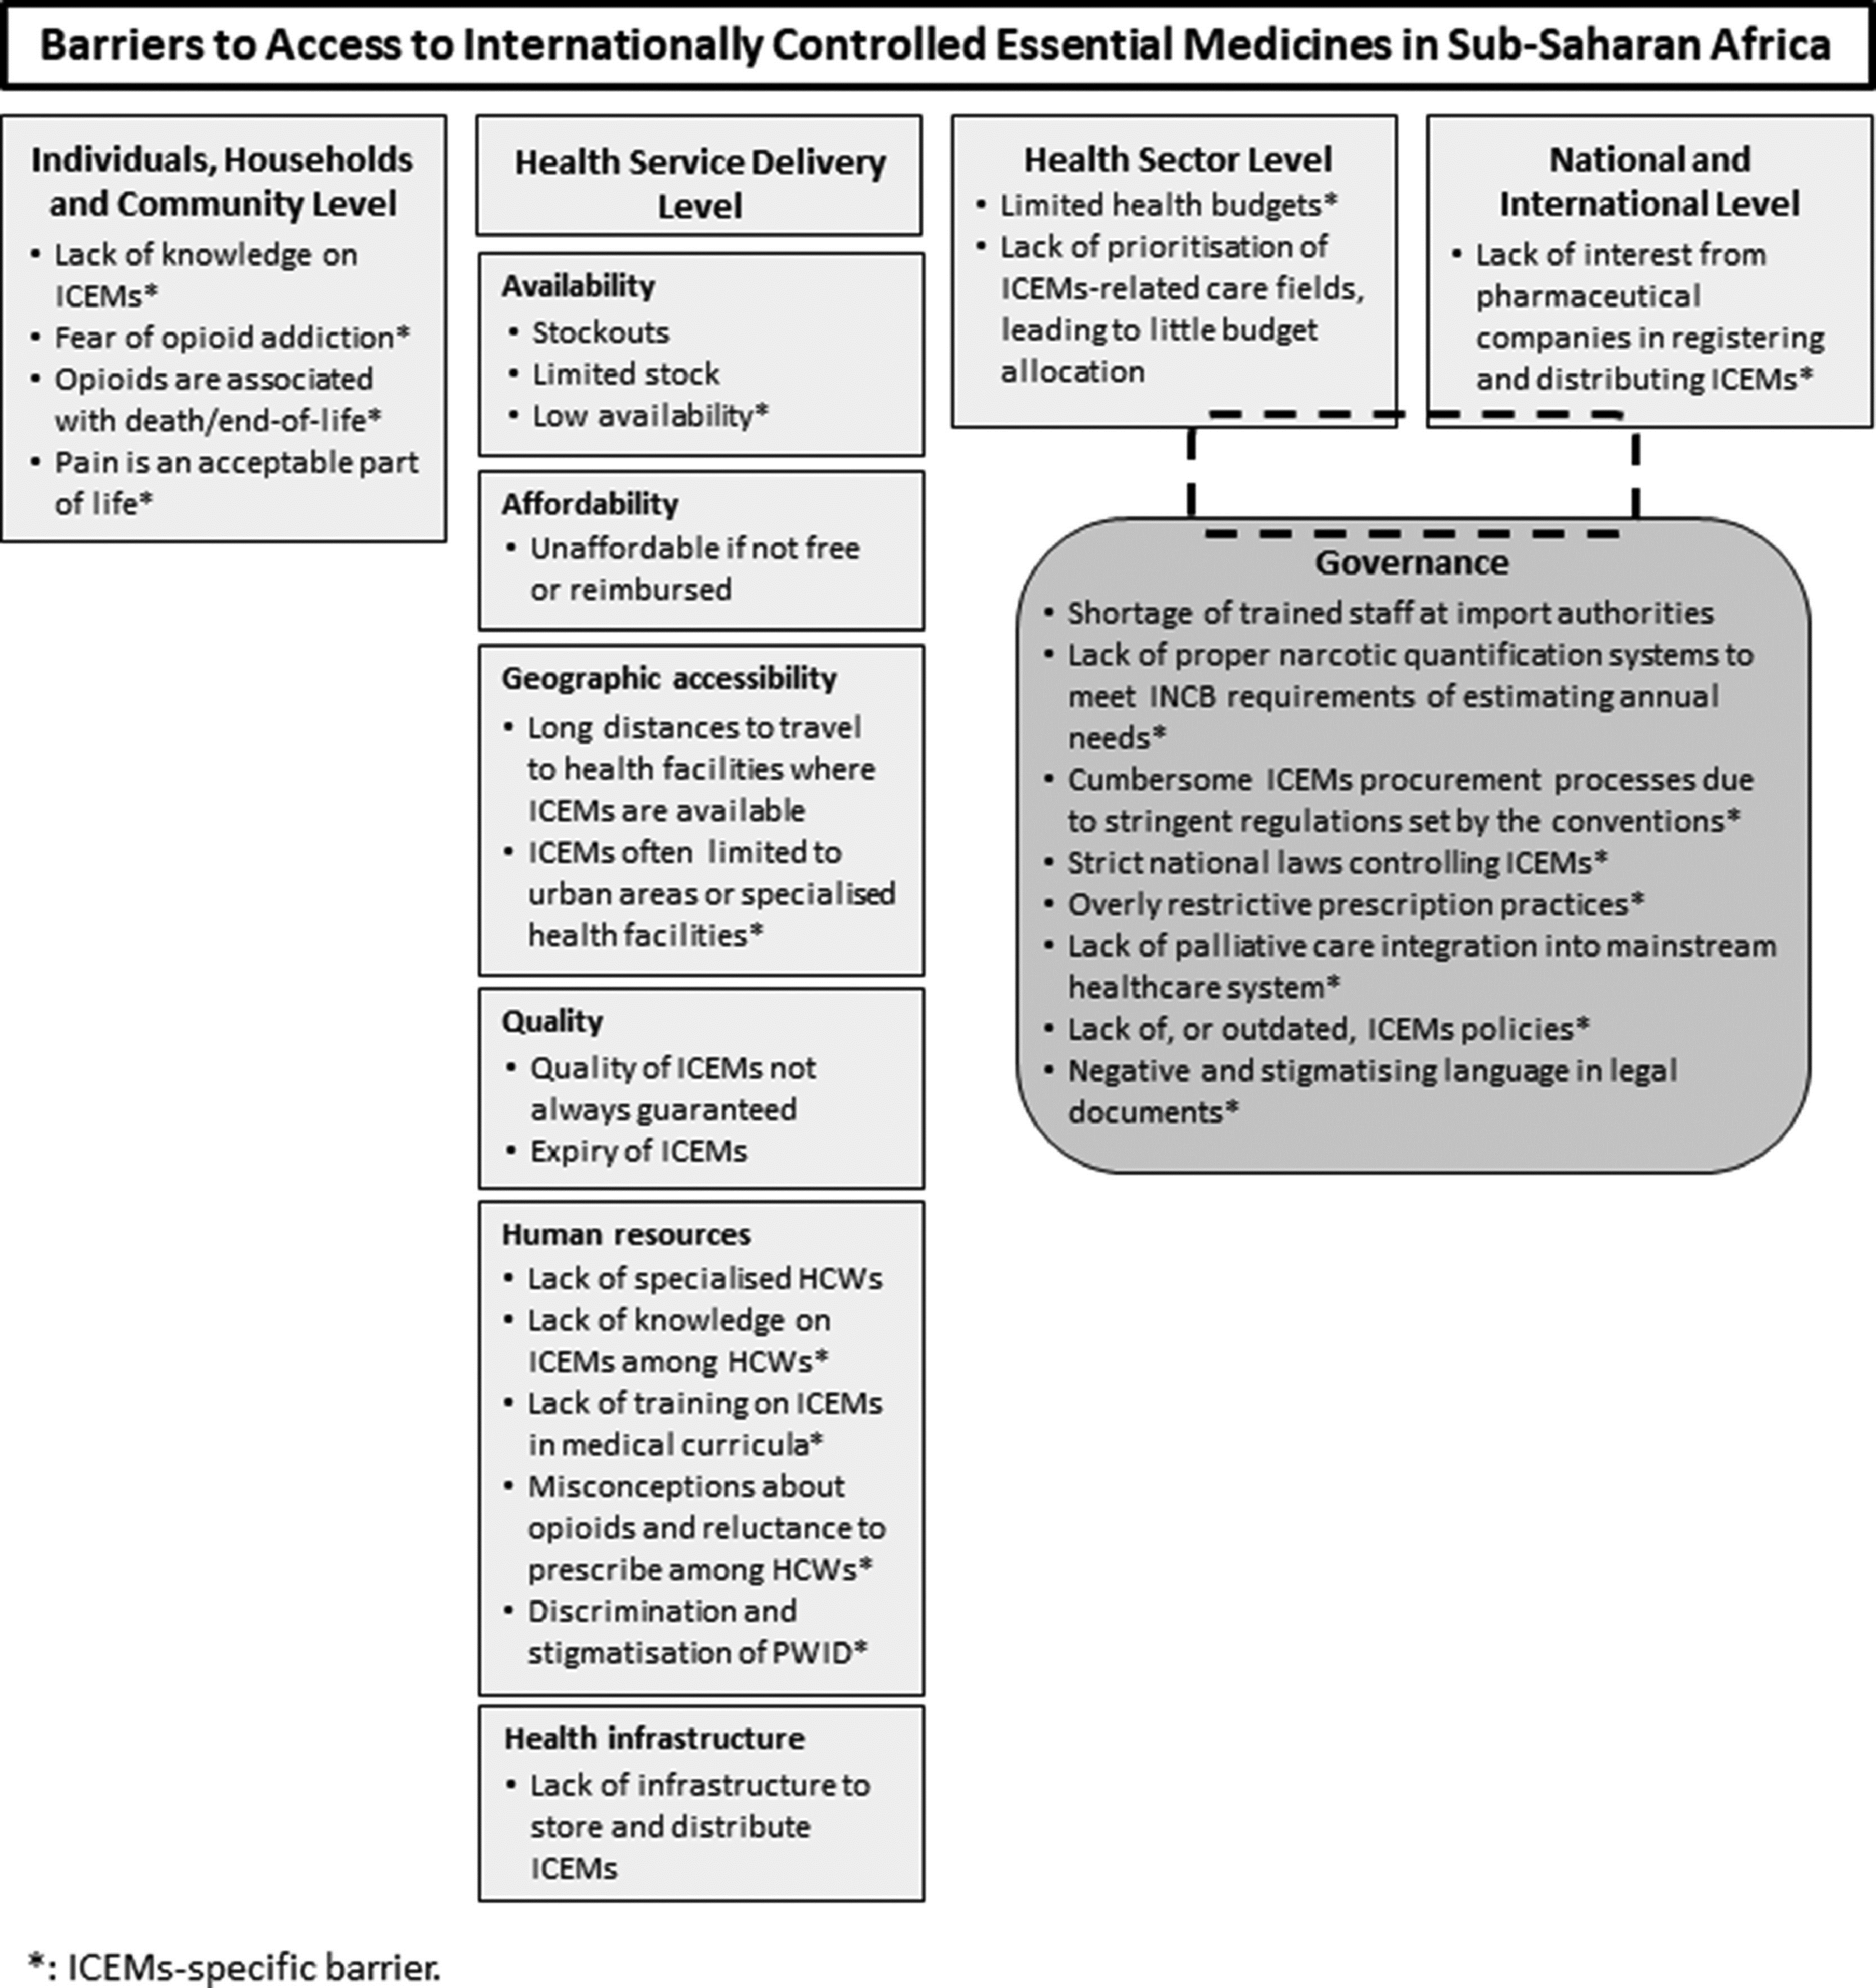 Barriers to Access to Internationally Controlled Essential Medicines in Sub-Saharan Africa
Individuals, Households
and Community Level
• Lack of knowledge on
ICEMs*
• Fear of opioid addiction*
• Opioids are associated
with death/end-of-life*
• Pain is an acceptable part
of life*
Health Service Delivery
Level
Availability
• Stockouts
• Limited stock
• Low availability*
Affordability
• Unaffordable if not free
or reimbursed
Geographic accessibility
• Long distances to travel
to health facilities where
ICEMs are available
• ICEMs often limited to
urban areas or specialised
health facilities*
Quality
• Quality of ICEMs not
always guaranteed
• Expiry of ICEMs
Human resources
• Lack of specialised HCWs
• Lack of knowledge on
ICEMs among HCWs*
• Lack of training on ICEMs
in medical curricula*
• Misconceptions about
opioids and reluctance to
prescribe among HCWs*
• Discrimination and
stigmatisation of PWID*
Health infrastructure
• Lack of infrastructure to
store and distribute
ICEMs
Health Sector Level
• Limited health budgets*
• Lack of prioritisation of
ICEMs-related care fields,
leading to little budget
allocation
National and
International Level
• Lack of interest from
pharmaceutical
companies in registering
and distributing ICEMs*
Governance
• Shortage of trained staff at import authorities
• Lack of proper narcotic quantification systems to
meet INCB requirements of estimating annual
needs*
• Cumbersome ICEMs procurement processes due
to stringent regulations set by the conventions*
• Strict national laws controlling ICEMs*
• Overly restrictive prescription practices*
• Lack of palliative care integration into mainstream
healthcare system*
• Lack of, or outdated, ICEMs policies*
• Negative and stigmatising language in legal
documents*
*: ICEMs-specific barrier.